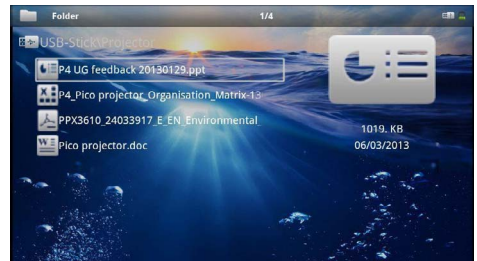 Folder
1/4
USB-Stick\Projector
P4 UG feedback 20130129.ppt
P4_Pico projector_Organisation_Matrix-13
PPX3610_24033917_E_EN_Environmental_
Pico projector.doc
1019. KB
06/03/2013